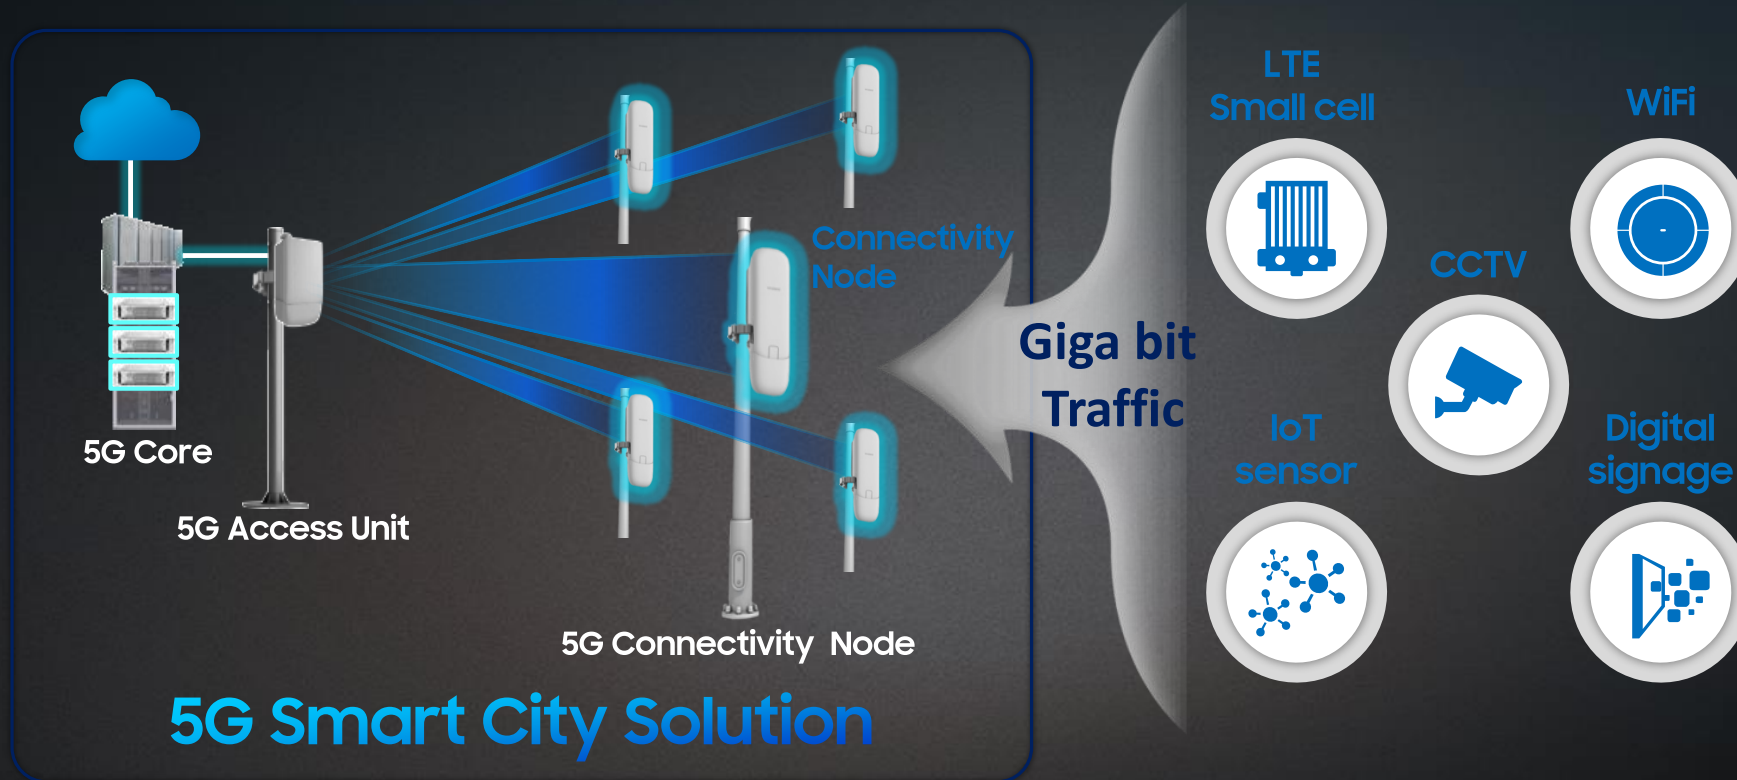 LTE
Small cell
WiFi
Connectivity
Node
CCTV
Giga bit
Traffic
5G Core
IoT
sensor
Digital
signage
5G Access Unit
5G Connectivity Node
5G Smart City Solution